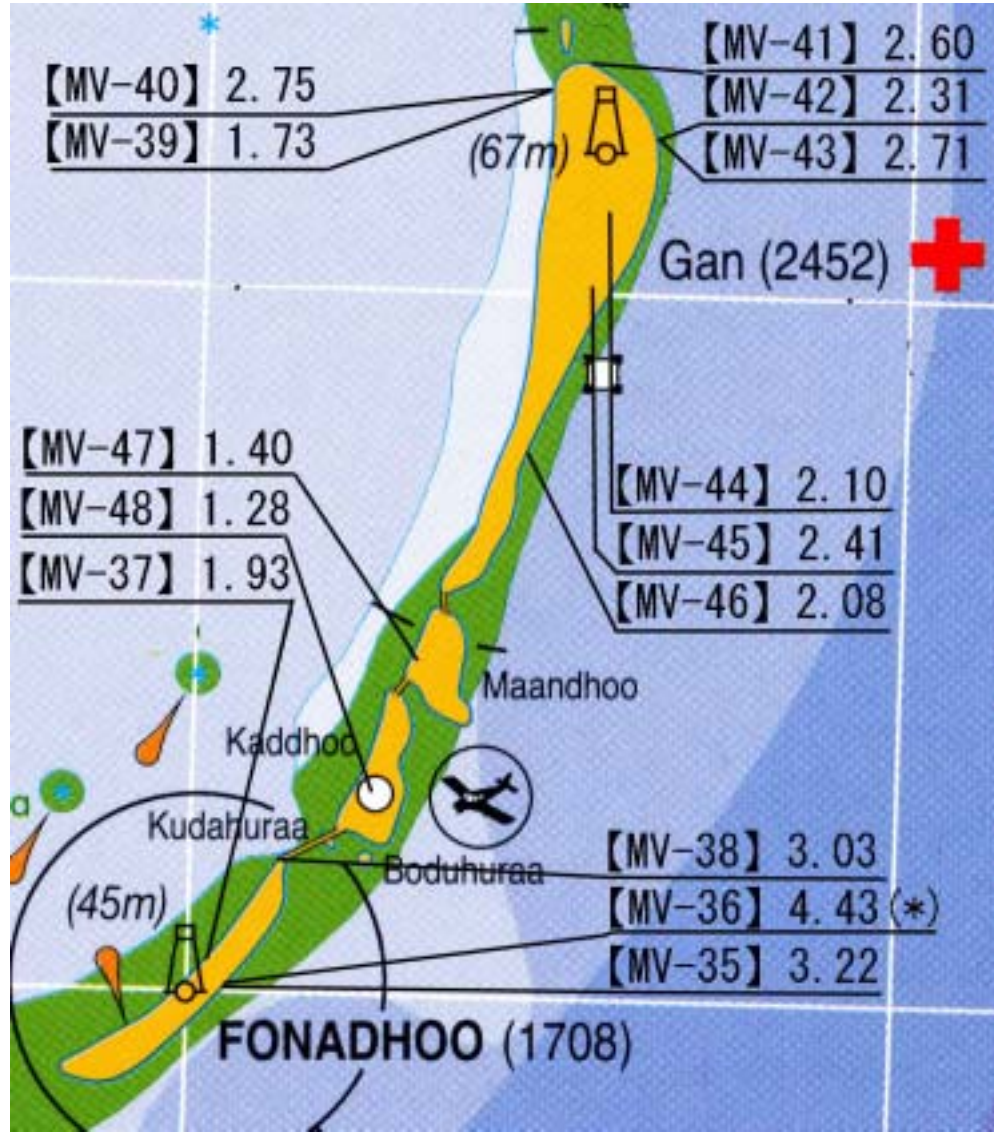 【MV-41】 2.60
【MV-40】 2.75
【MV-42】 2.31
【MV-39】 1.73
(67m)
【MV-43】 2.71
Gan (2452)
【MV-47】 1.40
【MV-44】 2.10
【MV-48】 1.28
【MV-45】 2.41
【MV-37】 1.93
【MV-46】 2.08
Maandhoo
Kaddhoo
a
Kudahuraa
Boduhuraa
【MV-38】 3.03
(45m)
【MV-36】 4.43(*)
【MV-35】 3.22
FONADHOO (1708)